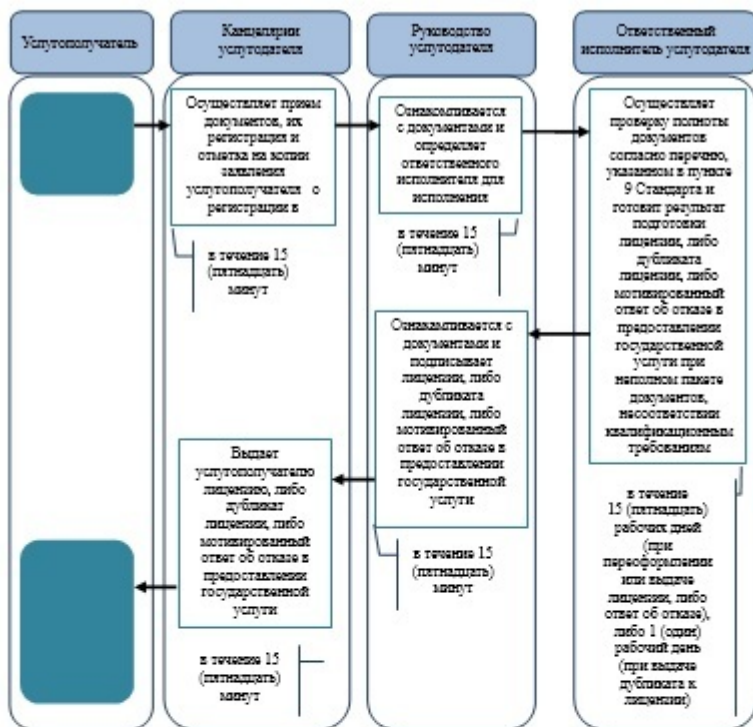 Услугополучатель
Канцелярии
услугодателя
Руководство
услугодателя
Ответственный
исполнитель услугодателя
Осуществляет прием
документов, их
регистрация и
отметка на копии
заявления
услугополучателя о
регистрации в
в течение 15
(пятнадцать)
минут
Ознакомливается
с документами и
определяет
ответственного
исполнителя для
исполнения
в течение 15
(пятнадцать)
минут
Осуществляет
проверку полноты
документов
согласно перечню,
указанном в пункте
9 Стандарта и
готовит результат
подготовки
лицензии, либо
дубликата
лицензии, либо
мотивированный
ответ об отказе в
предоставлении
государственной
услуги при
неполном пакете
документов,
несоответствии
квалификационным
требованиям
в течение
15 (пятнадцать)
рабочих дней
(при
переоформлении
или выдаче
лицензии, либо
ответ об отказе),
либо 1 (один)
рабочий день
(при выдаче
дубликата к
лицензии)
Ознакамливается с
документами и
подписывает
лицензии, либо
дубликата
лицензии, либо
мотивированный
ответ об отказе в
предоставлении
государственной
услуги
в течение 15
(пятнадцать)
минут
Выдает
услугополучателю
лицензию, либо
дубликат
лицензии, либо
мотивированный
ответ об отказе в
предоставлении
государственной
услуги
в течение 15
(пятнадцать)
минут